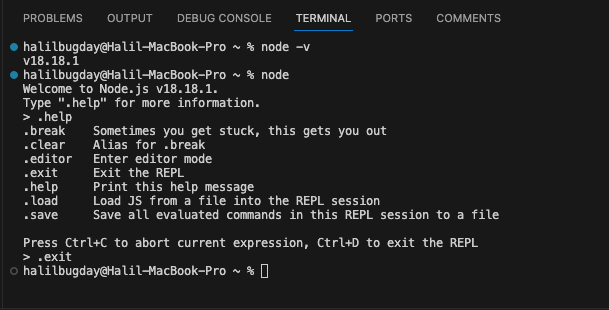 PROBLEMS OUTPUT DEBUG CONSOLE TERMINAL PORTS COMMENTS
halilbugday@Halil-MacBook-Pro ~ % node -v
v18.18.1
halilbugday@Halil-MacBook-Pro ~ % node
Welcome to Node.js v18.18.1.
Type ".help" for more information.
> .help
.break    Sometimes you get stuck, this gets you out
.clear    Alias for .break
.editor   Enter editor mode
.exit     Exit the REPL
.help     Print this help message
.load     Load JS from a file into the REPL session
.save     Save all evaluated commands in this REPL session to a file
Press Ctrl+C to abort current expression, Ctrl+D to exit the REPL
> .exit
halilbugday@Halil-MacBook-Pro ~ %